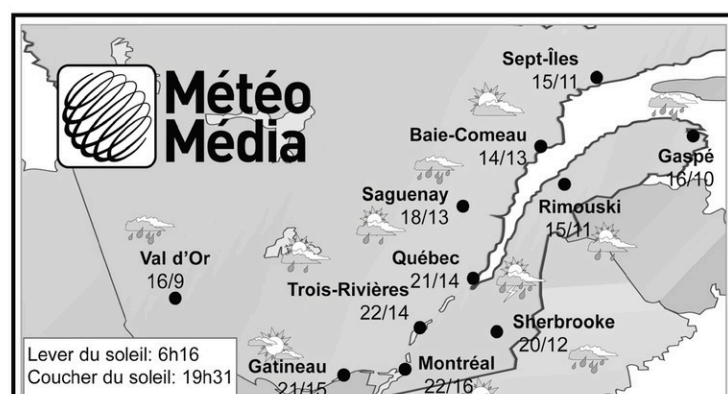 Météo
Média
Sept-Îles
15/11
Baie-Comeau
14/13
Gaspé
16/10
Saguenay
18/13
Rimouski
15/11
Val d'Or
16/9
Québec
21/14
Trois-Rivières
22/14
Sherbrooke
20/12
Lever du soleil: 6h16
Coucher du soleil: 19h31
Gatineau
21/15
Montréal
22/16